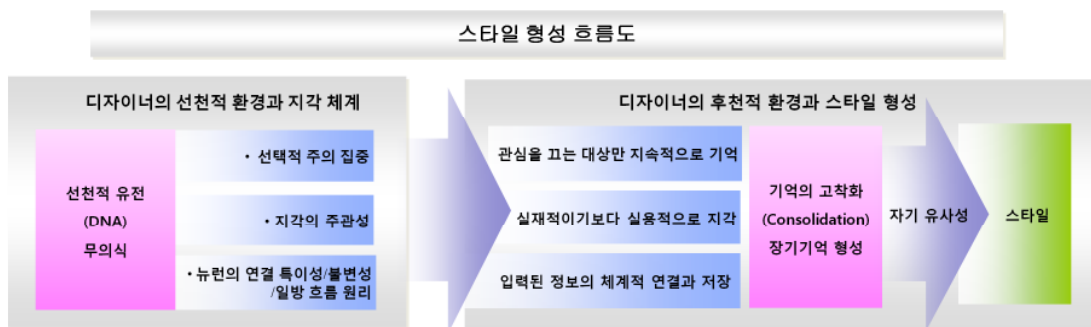 스타일 형성 흐름도
디자이너의 선천적 환경과 지각 체계
선천적 유전
(DNA)
무의식
• 선택적 주의 집중
• 지각의 주관성
• 뉴런의 연결 특이성/불변성
/일방 흐름 원리
디자이너의 후천적 환경과 스타일 형성
관심을 끄는 대상만 지속적으로 기억
실재적이기보다 실용적으로 지각
입력된 정보의 체계적 연결과 저장
기억의 고착화
(Consolidation)
장기기억 형성
자기 유사성
스타일